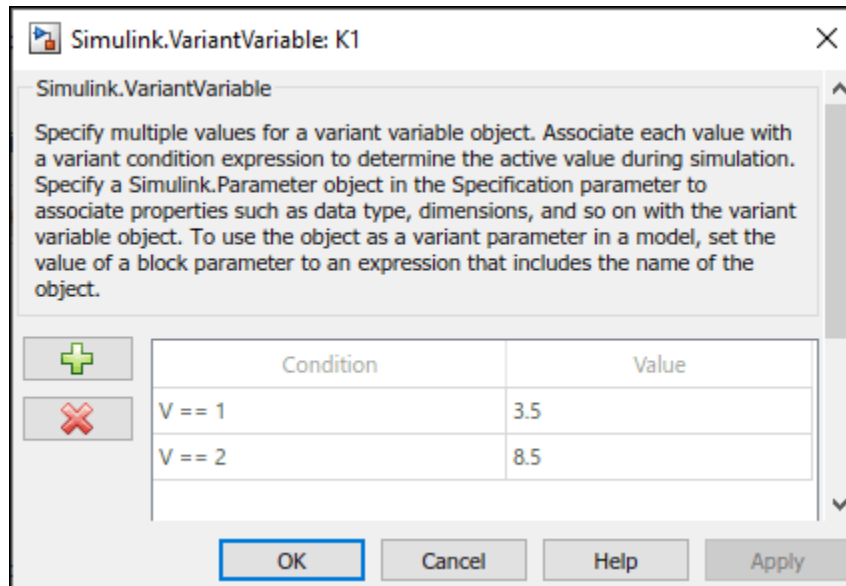 Simulink.VariantVariable: K1
Simulink.VariantVariable
Specify multiple values for a variant variable object. Associate each value with
a variant condition expression to determine the active value during simulation.
Specify a Simulink.Parameter object in the Specification parameter to
associate properties such as data type, dimensions, and so on with the variant
variable object. To use the object as a variant parameter in a model, set the
value of a block parameter to an expression that includes the name of the
object.
Condition Value
V == 1 3.5
V == 2 8.5
OK Cancel Help Apply